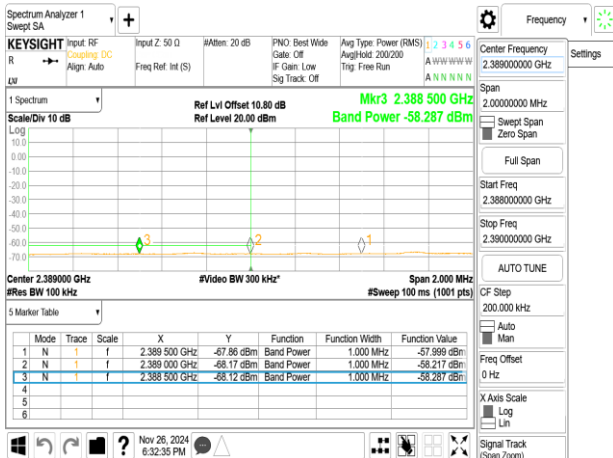 Spectrum Analyzer 1
Swept SA
+
Frequency
KEYSIGHT
R
Input: RF
Coupling: DC
Align: Auto
Input Z: 50 Ω
Freq Ref: Int (S)
#Atten: 20 dB
PNO: Best Wide
Gate: Off
IF Gain: Low
Sig Track: Off
Avg Type: Power (RMS)
Avg|Hold: 200/200
Trig: Free Run
1 2 3 4 5 6
A W W W W W
A N N N N N
Settings
1 Spectrum
Scale/Div 10 dB
Ref Lvl Offset 10.80 dB
Ref Level 20.00 dBm
Mkr3 2.388 500 GHz
Band Power -58.287 dBm
Log
10.0
0.00
-10.0
-20.0
-30.0
-40.0
-50.0
-60.0
-70.0
3
2
1
Center 2.389000 GHz
#Res BW 100 kHz
#Video BW 300 kHz*
Span 2.000 MHz
#Sweep 100 ms (1001 pts)
5 Marker Table
Mode Trace Scale X Y Function Function Width Function Value
1 N 1 f 2.389 500 GHz -67.86 dBm Band Power 1.000 MHz -57.999 dBm
2 N 1 f 2.389 000 GHz -68.17 dBm Band Power 1.000 MHz -58.217 dBm
3 N 1 f 2.388 500 GHz -68.12 dBm Band Power 1.000 MHz -58.287 dBm
4
5
6
Center Frequency
2.389000000 GHz
Span
2.00000000 MHz
Swept Span
Zero Span
Full Span
Start Freq
2.388000000 GHz
Stop Freq
2.390000000 GHz
AUTO TUNE
CF Step
200.000 kHz
Auto
Man
Freq Offset
0 Hz
X Axis Scale
Log
Lin
Signal Track
(Span Zoom)
?
Nov 26, 2024
6:32:35 PM